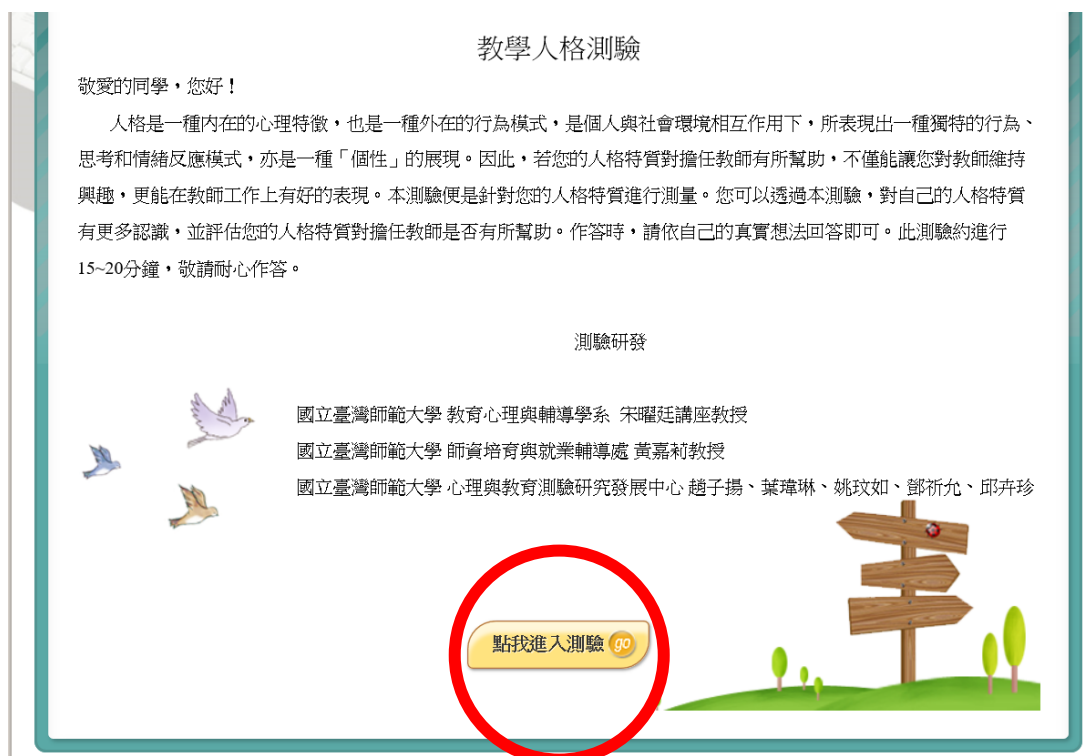 教學人格測驗
敬愛的同學，您好！
人格是一種內在的心理特徵，也是一種外在的行為模式，是個人與社會環境相互作用下，所表現出一種獨特的行為、
思考和情緒反應模式，亦是一種「個性」的展現。因此，若您的人格特質對擔任教師有所幫助，不僅能讓您對教師維持
興趣，更能在教師工作上有好的表現。本測驗便是針對您的人格特質進行測量。您可以透過本測驗，對自己的人格特質
有更多認識，並評估您的人格特質對擔任教師是否有所幫助。作答時，請依自己的真實想法回答即可。此測驗約進行
15~20分鐘，敬請耐心作答。
測驗研發
國立臺灣師範大學 教育心理與輔導學系 宋曜廷講座教授
國立臺灣師範大學 師資培育與就業輔導處 黃嘉莉教授
國立臺灣師範大學 心理與教育測驗研究發展中心 趙子揚、葉瑋琳、姚玟如、鄧祈允、邱卉珍
點我進入測驗 go